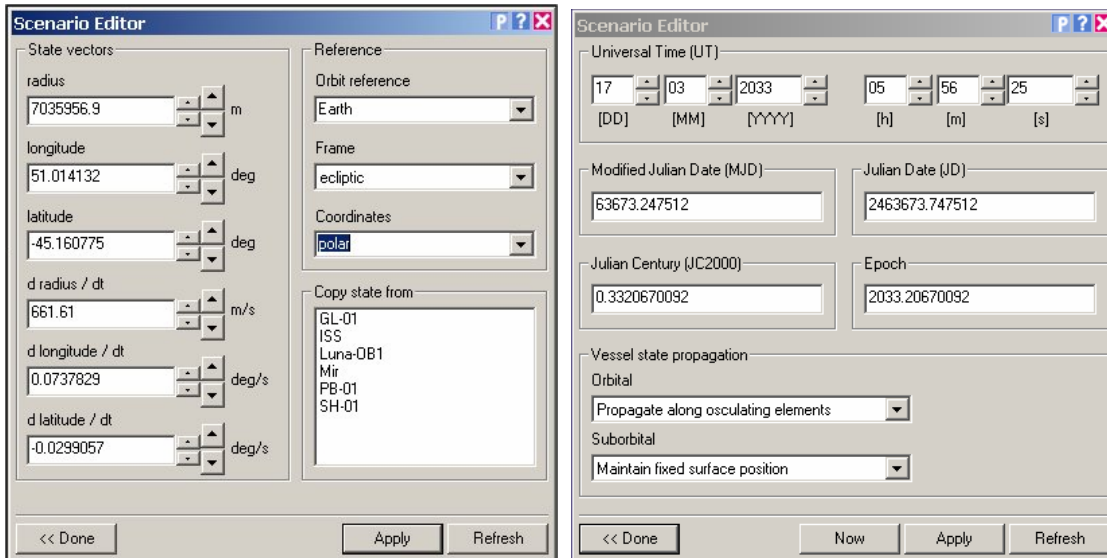 Scenario Editor
State vectors
radius
7035956.9 m
longitude
51.014132 deg
latitude
-45.160775 deg
d radius / dt
661.61 m/s
d longitude / dt
0.0737829 deg/s
d latitude / dt
-0.0299057 deg/s
Reference
Orbit reference
Earth
Frame
ecliptic
Coordinates
polar
Copy state from
GL-01
ISS
Luna-OB1
Mir
PB-01
SH-01
<< Done Apply Refresh
Scenario Editor
Universal Time (UT)
17 03 2033 05 56 25
[DD] [MM] [YYYY] [h] [m] [s]
Modified Julian Date (MJD)
63673.247512
Julian Date (JD)
2463673.747512
Julian Century (JC2000)
0.3320670092
Epoch
2033.20670092
Vessel state propagation
Orbital
Propagate along osculating elements
Suborbital
Maintain fixed surface position
<< Done Now Apply Refresh